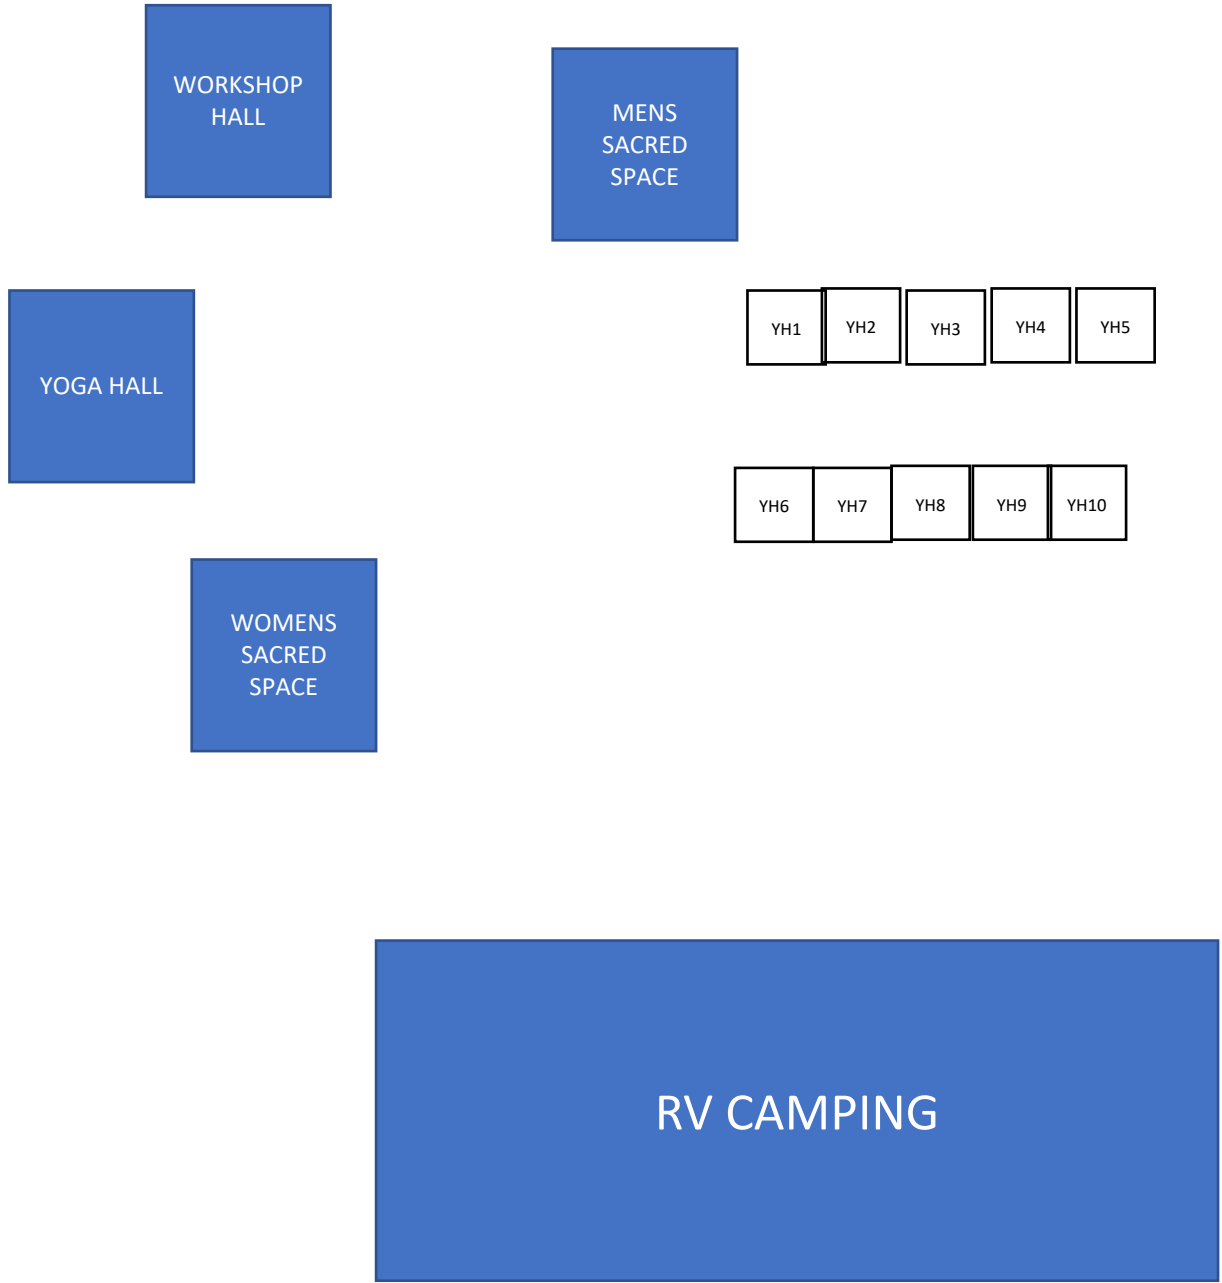 WORKSHOP
HALL
MENS
SACRED
SPACE
YH1
YH2
YH3
YH4
YH5
YOGA HALL
YH6
YH7
YH8
YH9
YH10
WOMENS
SACRED
SPACE
RV CAMPING